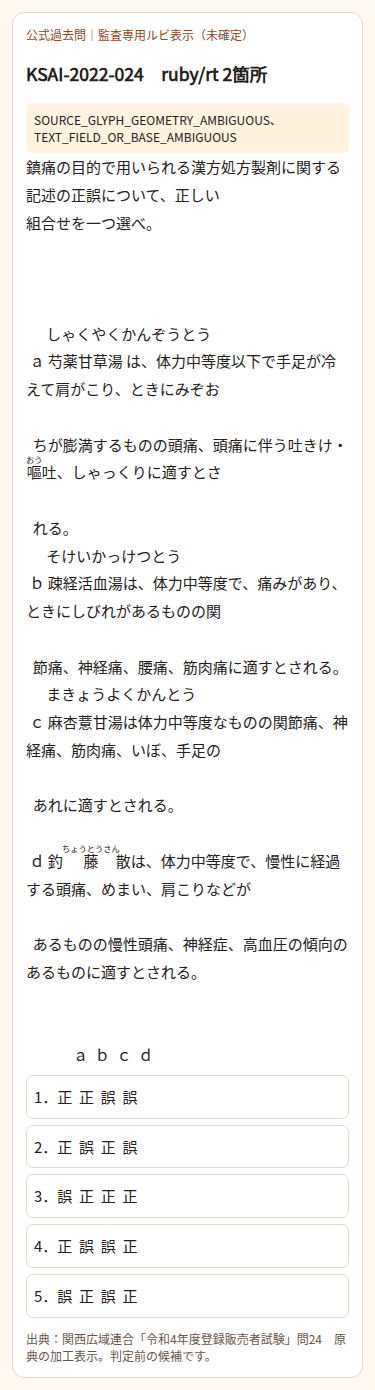 公式過去問｜監査専用ルビ表示（未確定）
KSAI-2022-024　ruby/rt 2箇所
SOURCE_GLYPH_GEOMETRY_AMBIGUOUS、
TEXT_FIELD_OR_BASE_AMBIGUOUS
鎮痛の目的で用いられる漢方処方製剤に関する
記述の正誤について、正しい
組合せを一つ選べ。
しゃくやくかんぞうとう
a 芍薬甘草湯 は、体力中等度以下で手足が冷
えて肩がこり、ときにみぞお
ちが膨満するものの頭痛、頭痛に伴う吐きけ・
おう
嘔吐、しゃっくりに適すとさ
れる。
そけいかっけつとう
b 疎経活血湯は、体力中等度で、痛みがあり、
ときにしびれがあるものの関
節痛、神経痛、腰痛、筋肉痛に適すとされる。
まきょうよくかんとう
c 麻杏薏甘湯は体力中等度なものの関節痛、神
経痛、筋肉痛、いぼ、手足の
あれに適すとされる。
ちょうとうさん
d 釣　藤　散は、体力中等度で、慢性に経過
する頭痛、めまい、肩こりなどが
あるものの慢性頭痛、神経症、高血圧の傾向の
あるものに適すとされる。
a b c d
1. 正 正 誤 誤
2. 正 誤 正 誤
3. 誤 正 正 正
4. 正 誤 誤 正
5. 誤 正 誤 正
出典：関西広域連合「令和4年度登録販売者試験」問24　原
典の加工表示。判定前の候補です。